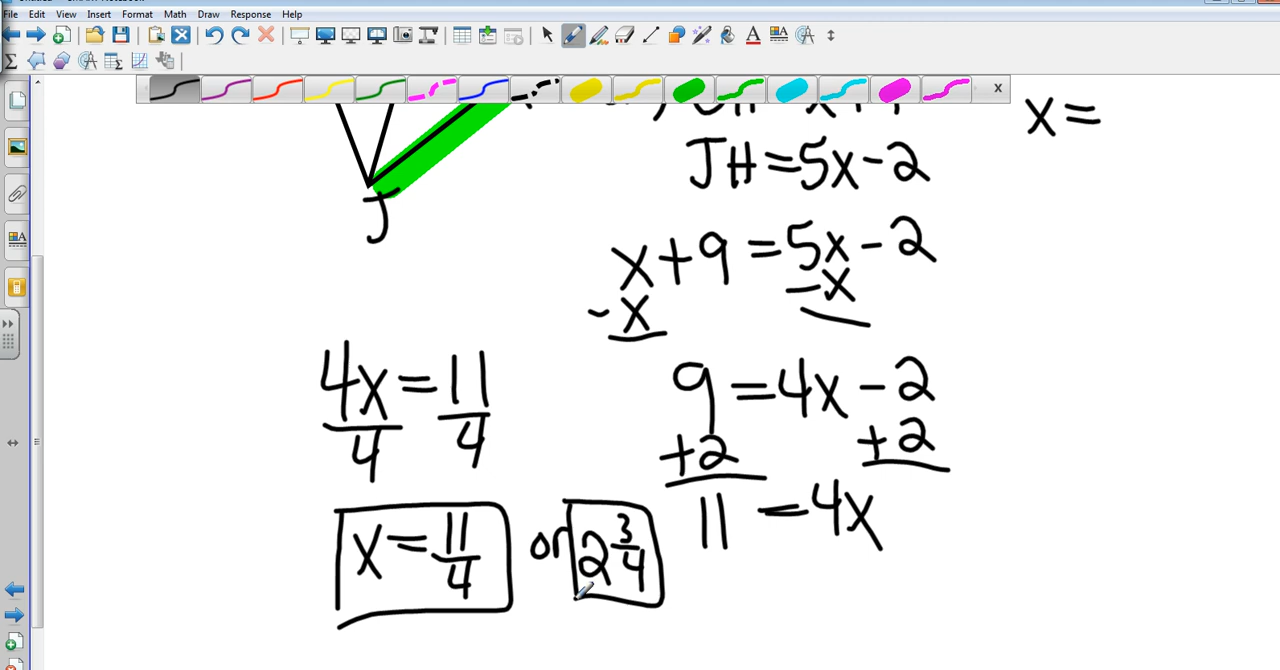 File Edit View Insert Format Math Draw Response Help
x
x =
JH = 5x - 2
J
x + 9 = 5x - 2
- x - x
4x = 11
4 4
9 = 4x - 2
+2 +2
11 = 4x
x = 11/4 or 2 3/4